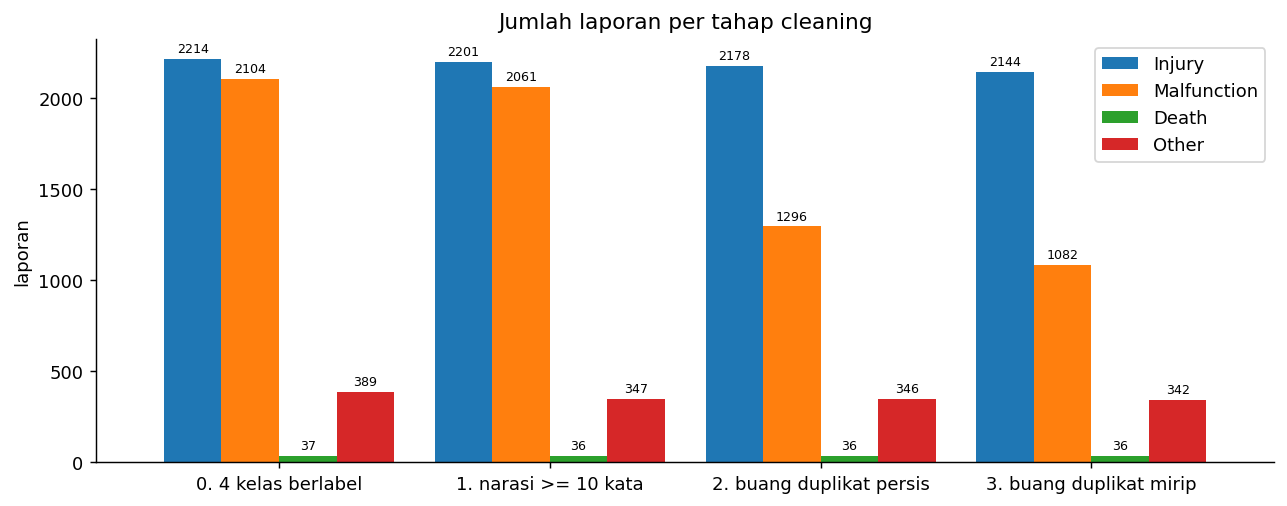 Jumlah laporan per tahap cleaning
Injury
Malfunction
Death
Other
laporan
2000
1500
1000
500
0
2214
2104
37
389
2201
2061
36
347
2178
1296
36
346
2144
1082
36
342
0. 4 kelas berlabel
1. narasi >= 10 kata
2. buang duplikat persis
3. buang duplikat mirip